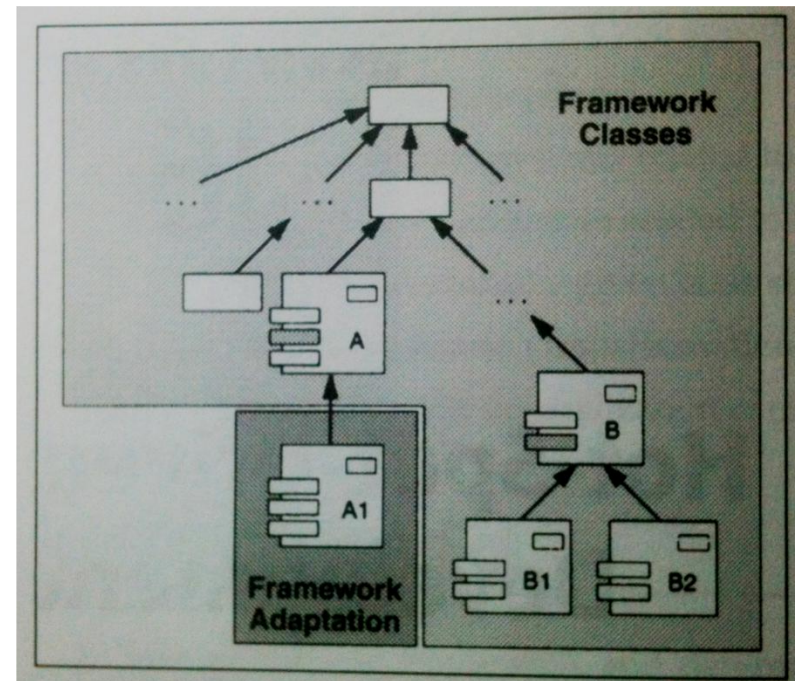 Framework
Classes
...
...
...
...
A
B
A1
B1
B2
Framework
Adaptation